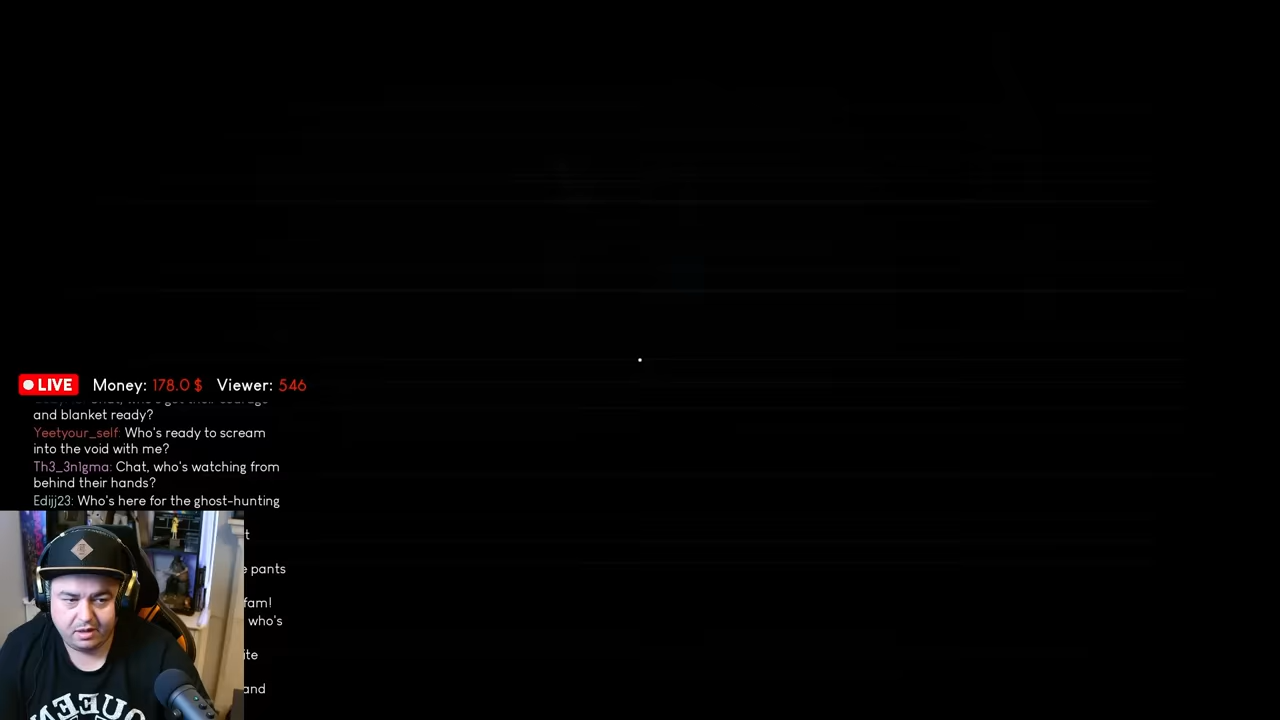 LIVE Money: 178.0 $ Viewer: 546
and blanket ready?
Yeetyour_self: Who's ready to scream
into the void with me?
Th3_3n1gma: Chat, who's watching from
behind their hands?
Edijj23: Who's here for the ghost-hunting
pants
fam!
who's
and
QUEEN